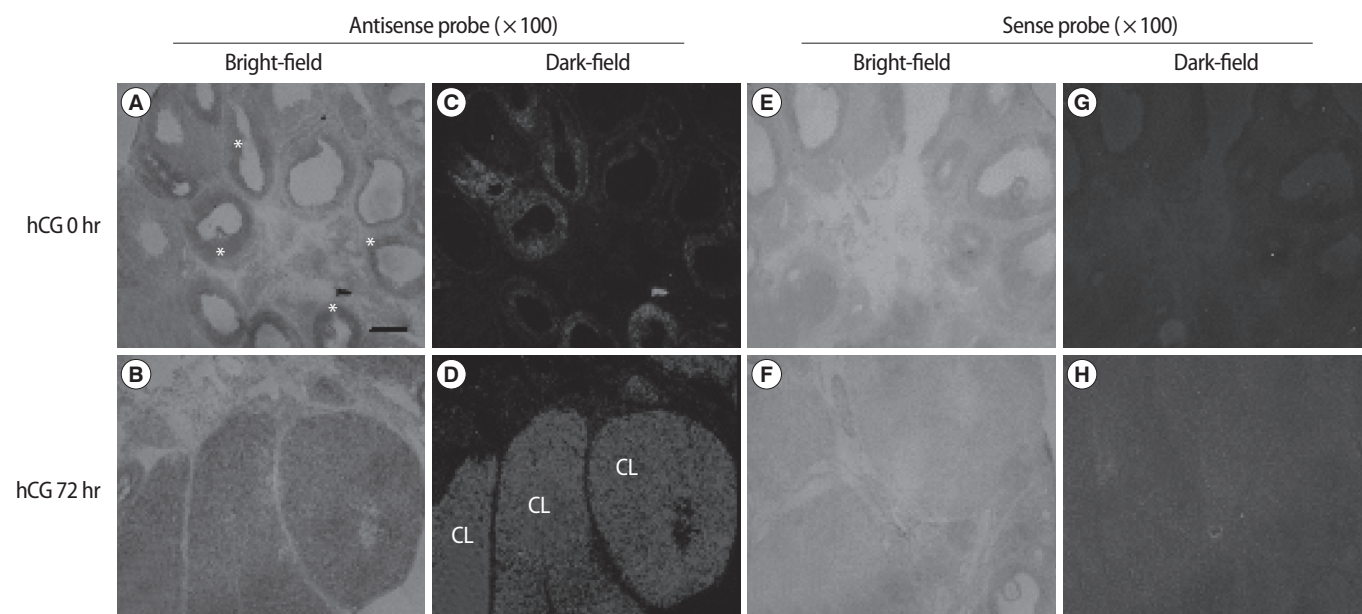 Antisense probe (×100)
Sense probe (×100)
Bright-field
Dark-field
Bright-field
Dark-field
hCG 0 hr
A
*
*
*
*
C
E
G
hCG 72 hr
B
D
CL
CL
CL
F
H